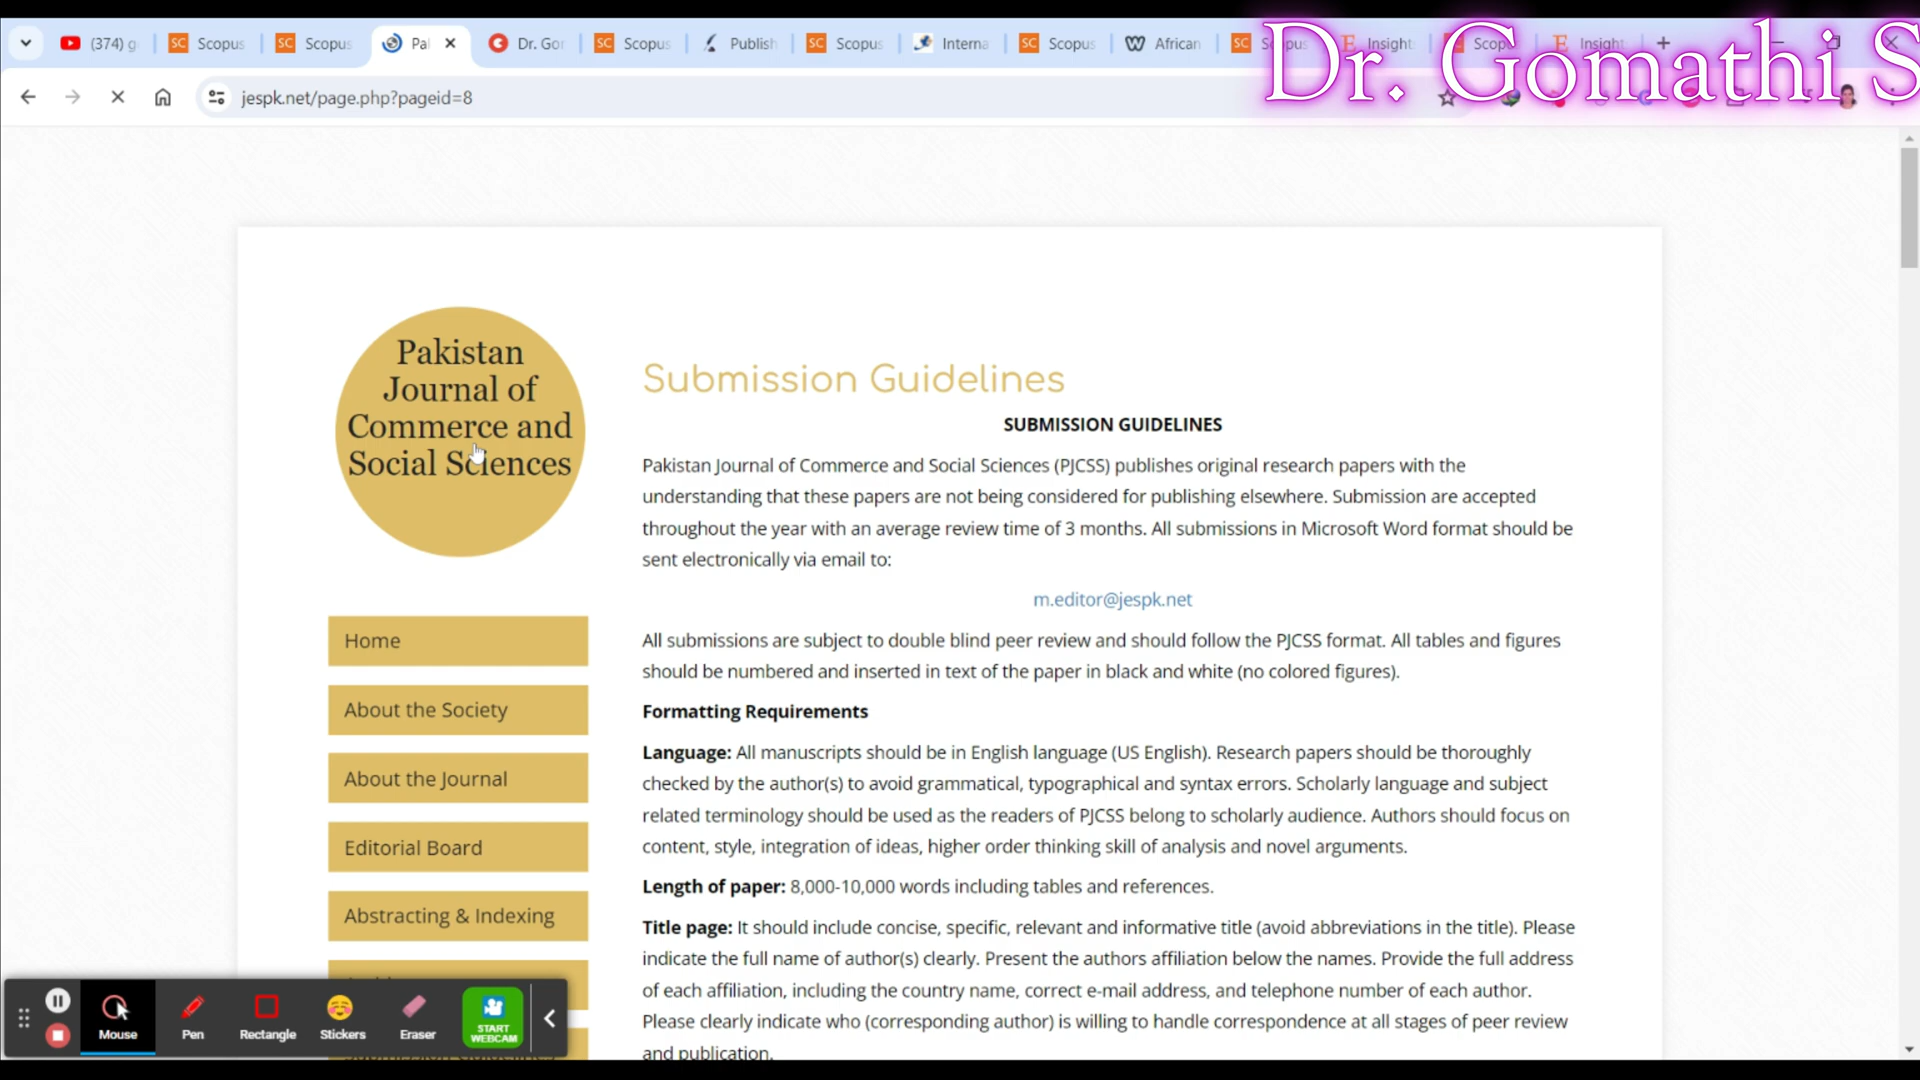 (374) g
Scopus
Scopus
Pal
Dr. Gor
Scopus
Publish
Scopus
Interna
Scopus
African
Insight
Scop
Insight
Dr. Gomathi S
jespk.net/page.php?pageid=8
Pakistan
Journal of
Commerce and
Social Sciences
Submission Guidelines
SUBMISSION GUIDELINES
Pakistan Journal of Commerce and Social Sciences (PJCSS) publishes original research papers with the
understanding that these papers are not being considered for publishing elsewhere. Submission are accepted
throughout the year with an average review time of 3 months. All submissions in Microsoft Word format should be
sent electronically via email to:
m.editor@jespk.net
All submissions are subject to double blind peer review and should follow the PJCSS format. All tables and figures
should be numbered and inserted in text of the paper in black and white (no colored figures).
Formatting Requirements
Language: All manuscripts should be in English language (US English). Research papers should be thoroughly
checked by the author(s) to avoid grammatical, typographical and syntax errors. Scholarly language and subject
related terminology should be used as the readers of PJCSS belong to scholarly audience. Authors should focus on
content, style, integration of ideas, higher order thinking skill of analysis and novel arguments.
Length of paper: 8,000-10,000 words including tables and references.
Title page: It should include concise, specific, relevant and informative title (avoid abbreviations in the title). Please
indicate the full name of author(s) clearly. Present the authors affiliation below the names. Provide the full address
of each affiliation, including the country name, correct e-mail address, and telephone number of each author.
Please clearly indicate who (corresponding author) is willing to handle correspondence at all stages of peer review
and publication.
Home
About the Society
About the Journal
Editorial Board
Abstracting & Indexing
Mouse
Pen
Rectangle
Stickers
Eraser
START
WEBCAM